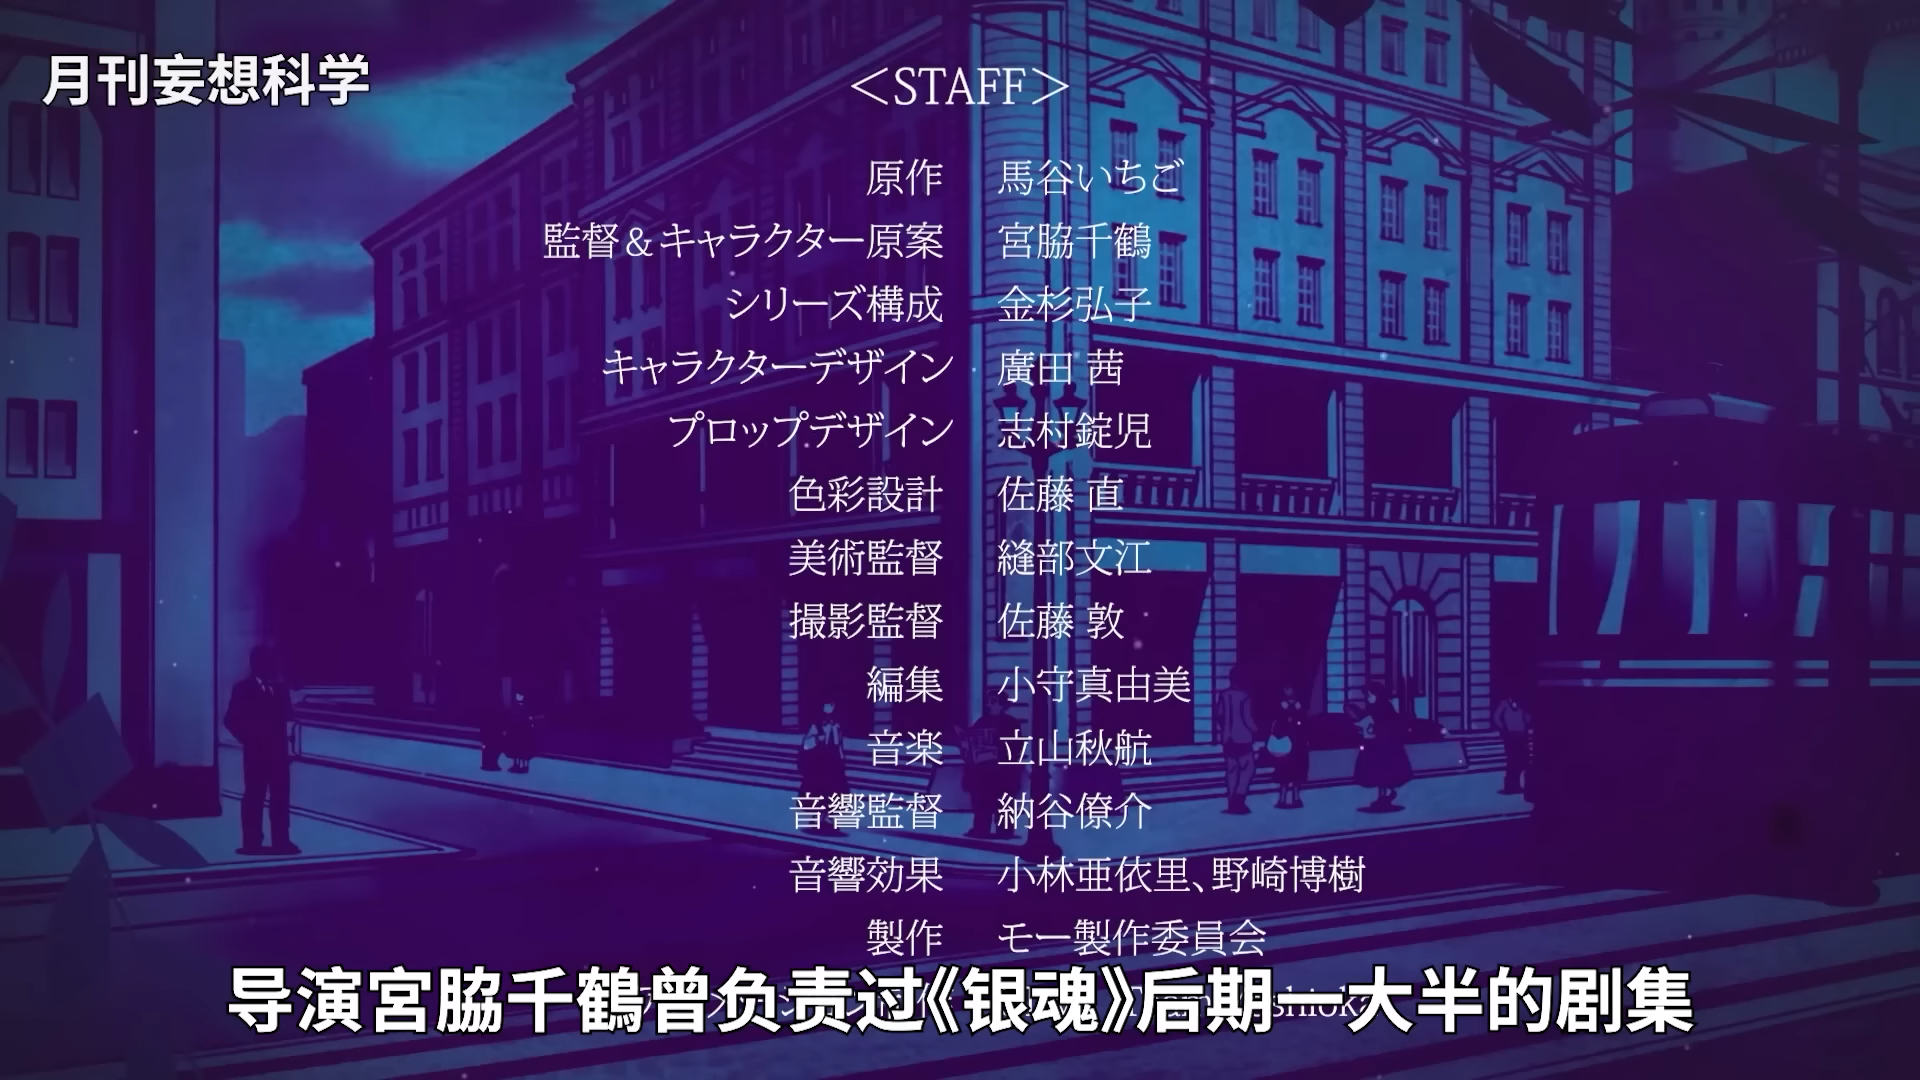 月刊妄想科学
＜STAFF＞
原作 馬谷いちご
監督＆キャラクター原案 宮脇千鶴
シリーズ構成 金杉弘子
キャラクターデザイン 廣田 茜
プロップデザイン 志村錠児
色彩設計 佐藤 直
美術監督 縫部文江
撮影監督 佐藤 敦
編集 小守真由美
音楽 立山秋航
音響監督 納谷僚介
音響効果 小林亜依里、野崎博樹
製作 モー製作委員会
导演宮脇千鶴曾负责过《银魂》后期一大半的剧集